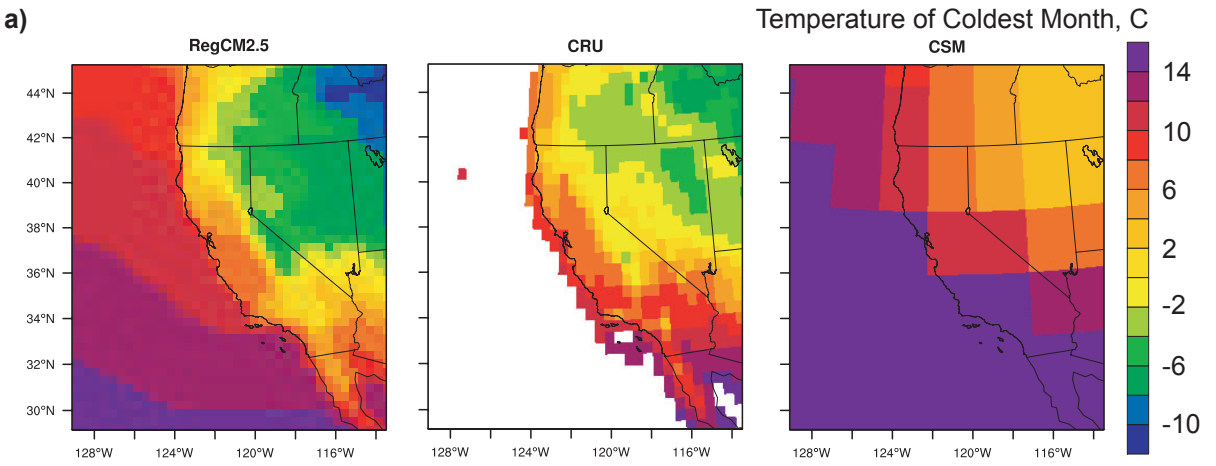 a)
Temperature of Coldest Month, C
RegCM2.5
CRU
CSM
44°N
42°N
40°N
38°N
36°N
34°N
32°N
30°N
128°W 124°W 120°W 116°W
128°W 124°W 120°W 116°W
128°W 124°W 120°W 116°W
14
10
6
2
-2
-6
-10